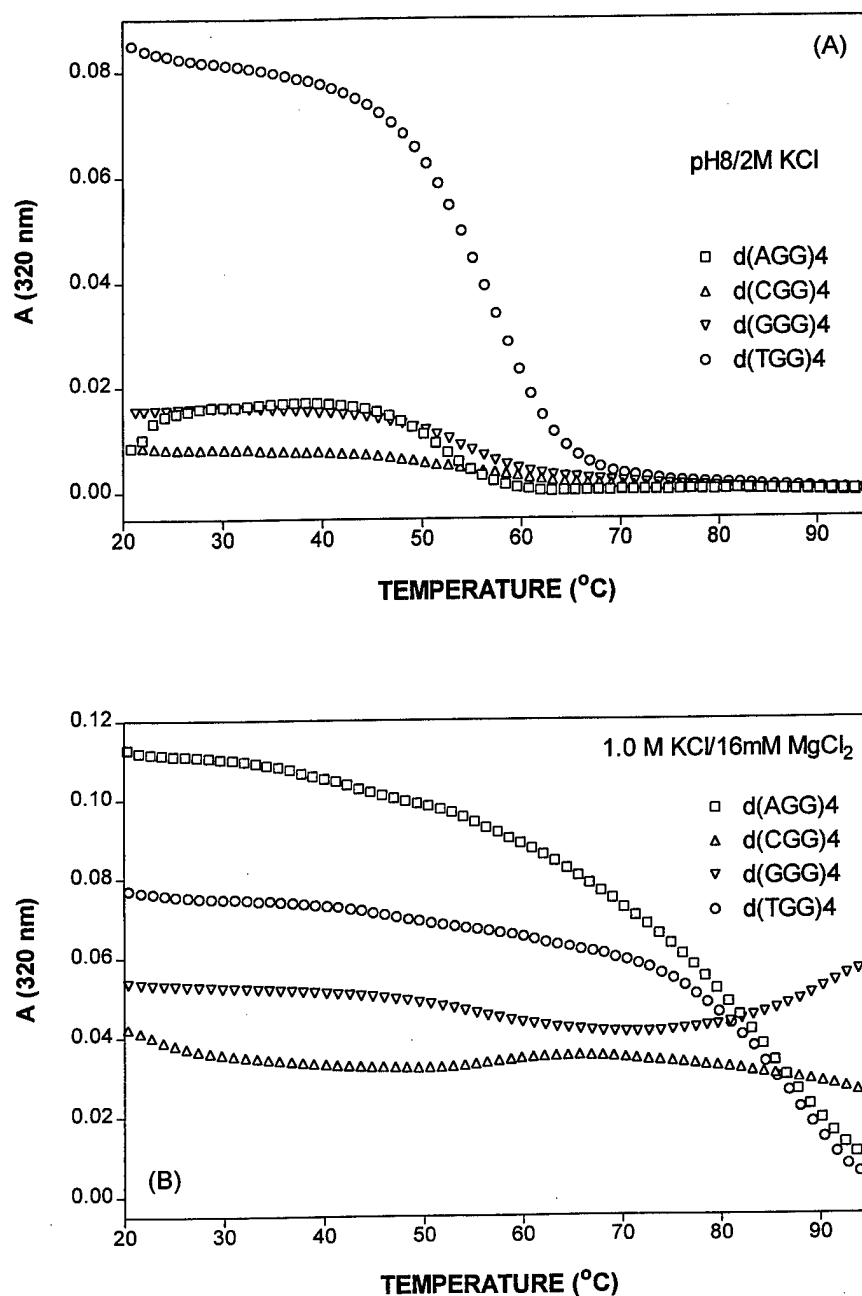 (A)
pH8/2M KCl
□ d(AGG)4
△ d(CGG)4
▽ d(GGG)4
○ d(TGG)4
A (320 nm)
0.08
0.06
0.04
0.02
0.00
20 30 40 50 60 70 80 90
TEMPERATURE (°C)
1.0 M KCl/16mM MgCl₂
□ d(AGG)4
△ d(CGG)4
▽ d(GGG)4
○ d(TGG)4
A (320 nm)
0.12
0.10
0.08
0.06
0.04
0.02
0.00
(B)
20 30 40 50 60 70 80 90
TEMPERATURE (°C)